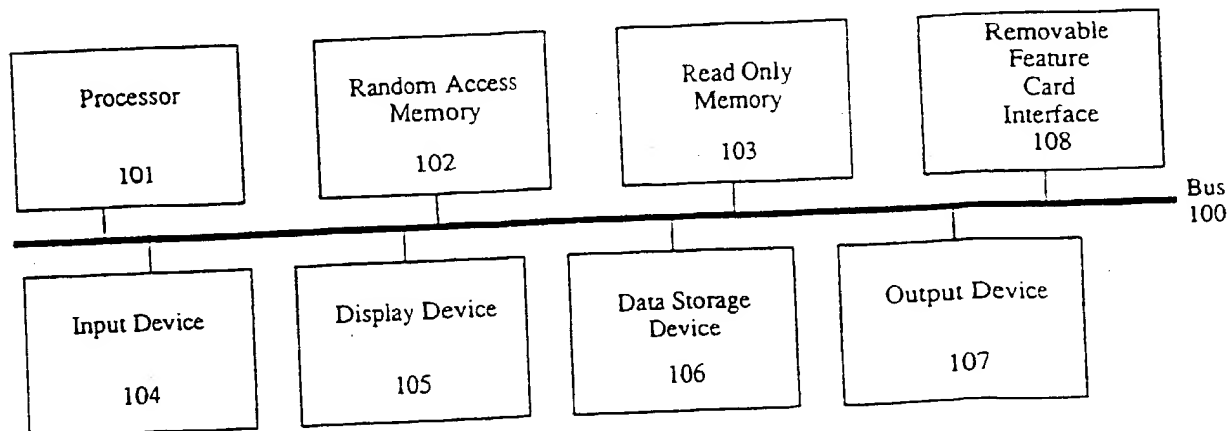 Processor
101
Random Access
Memory
102
Read Only
Memory
103
Removable
Feature
Card
Interface
108
Bus
100
Input Device
104
Display Device
105
Data Storage
Device
106
Output Device
107